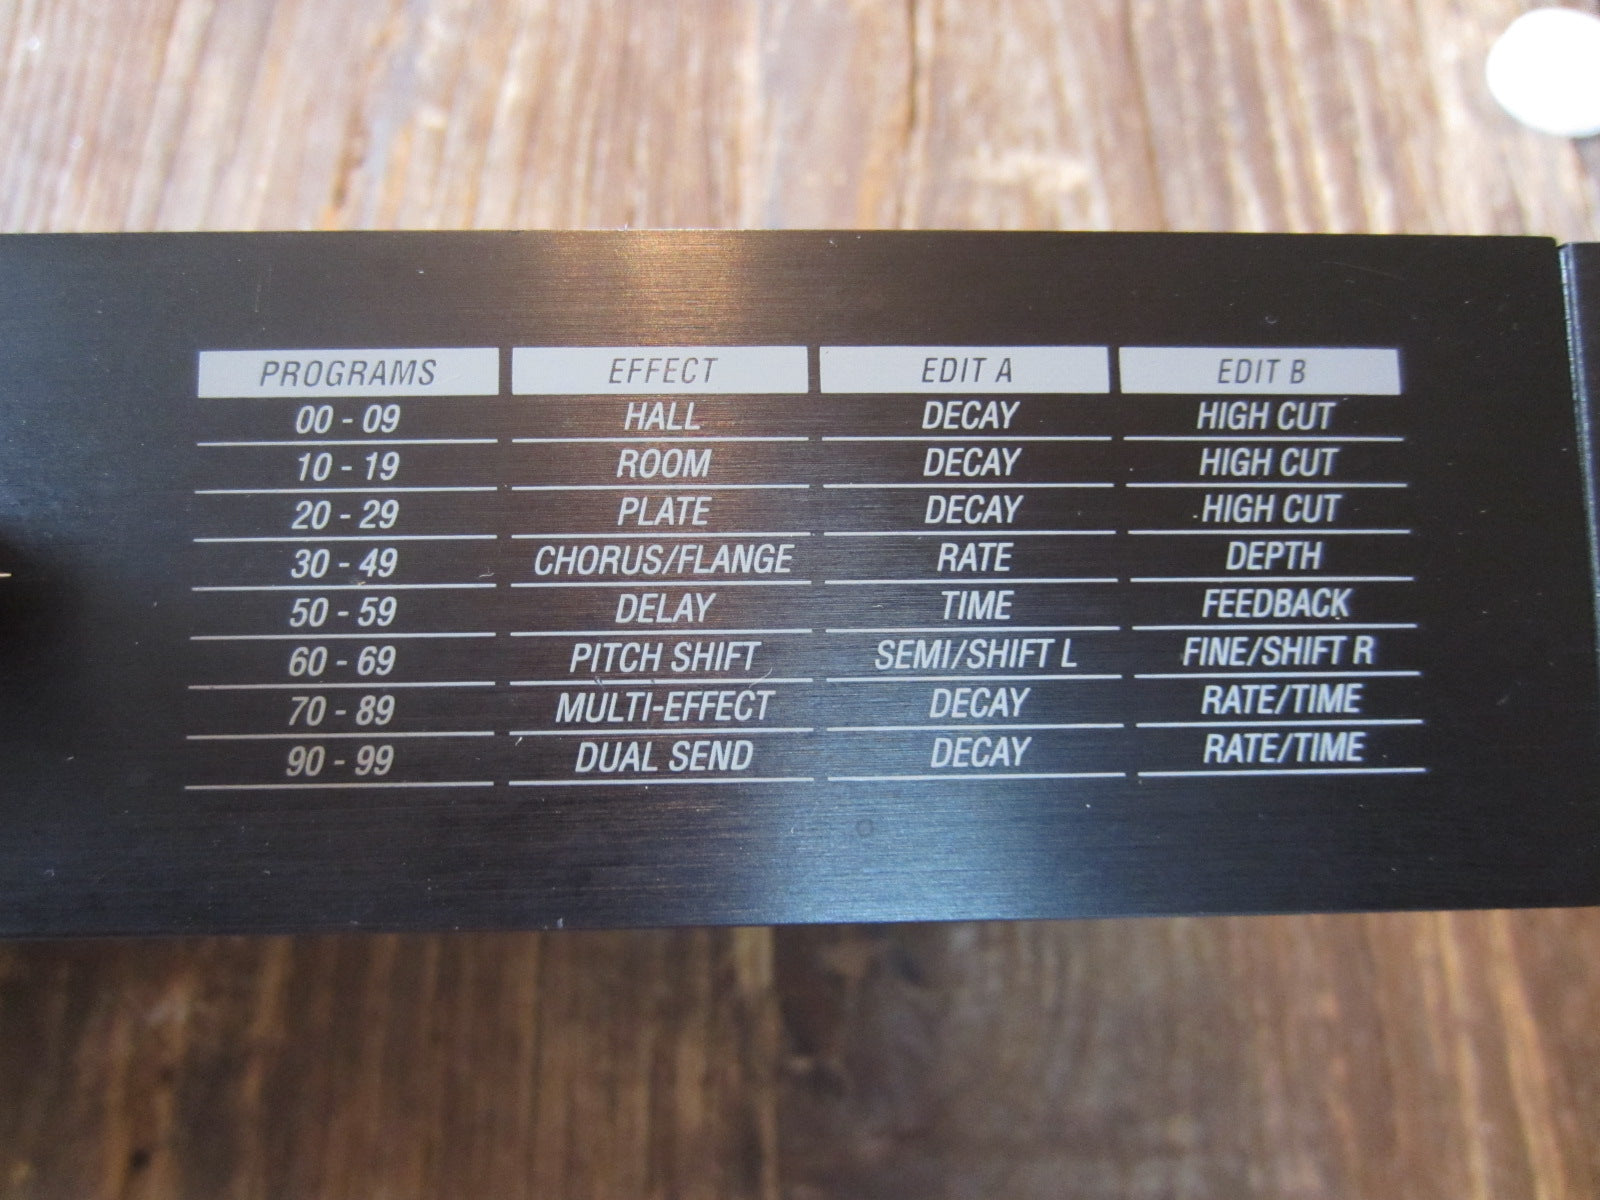 PROGRAMS EFFECT EDIT A EDIT B
00 - 09 HALL DECAY HIGH CUT
10 - 19 ROOM DECAY HIGH CUT
20 - 29 PLATE DECAY HIGH CUT
30 - 49 CHORUS/FLANGE RATE DEPTH
50 - 59 DELAY TIME FEEDBACK
60 - 69 PITCH SHIFT SEMI/SHIFT L FINE/SHIFT R
70 - 89 MULTI-EFFECT DECAY RATE/TIME
90 - 99 DUAL SEND DECAY RATE/TIME